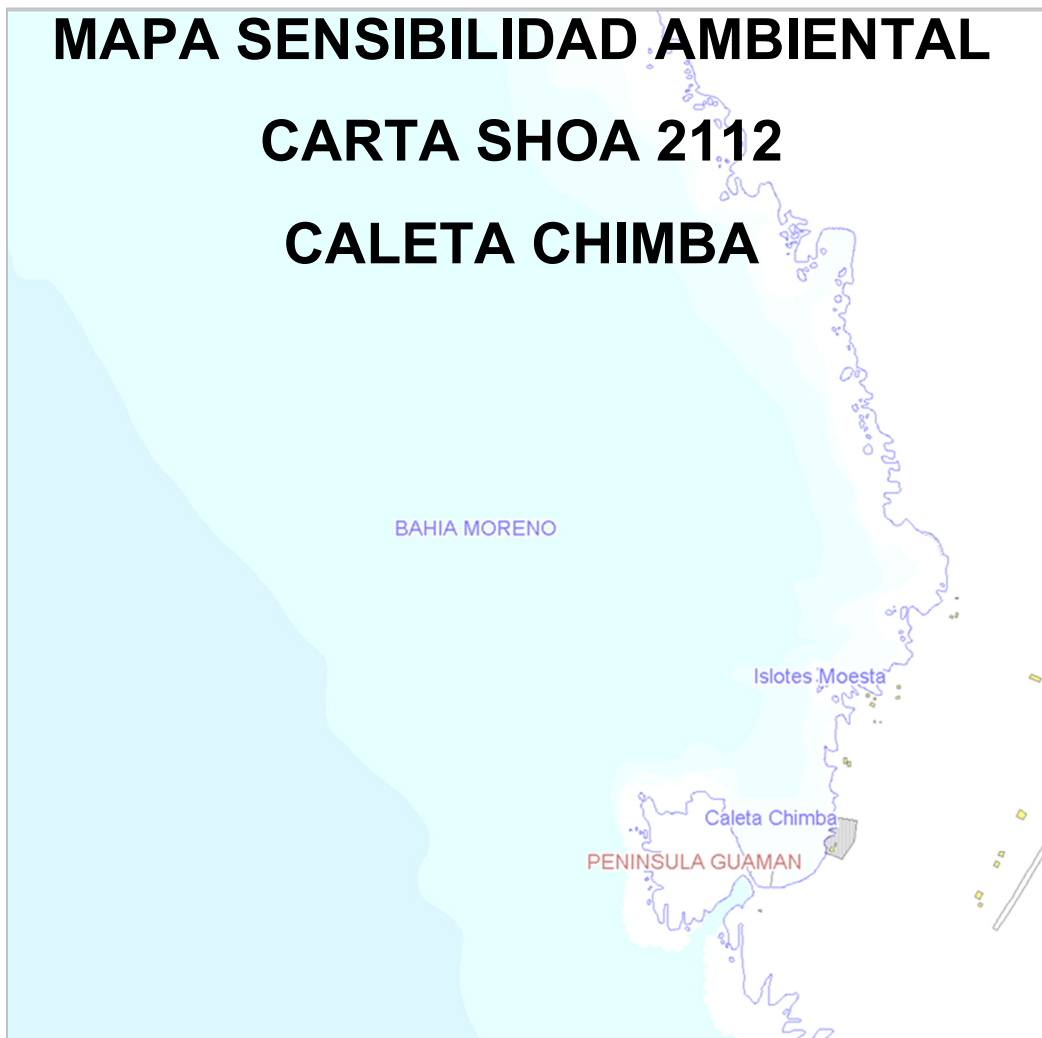 MAPA SENSIBILIDAD AMBIENTAL
CARTA SHOA 2112
CALETA CHIMBA
BAHIA MORENO
Islotes Moesta
Caleta Chimba
PENINSULA GUAMAN